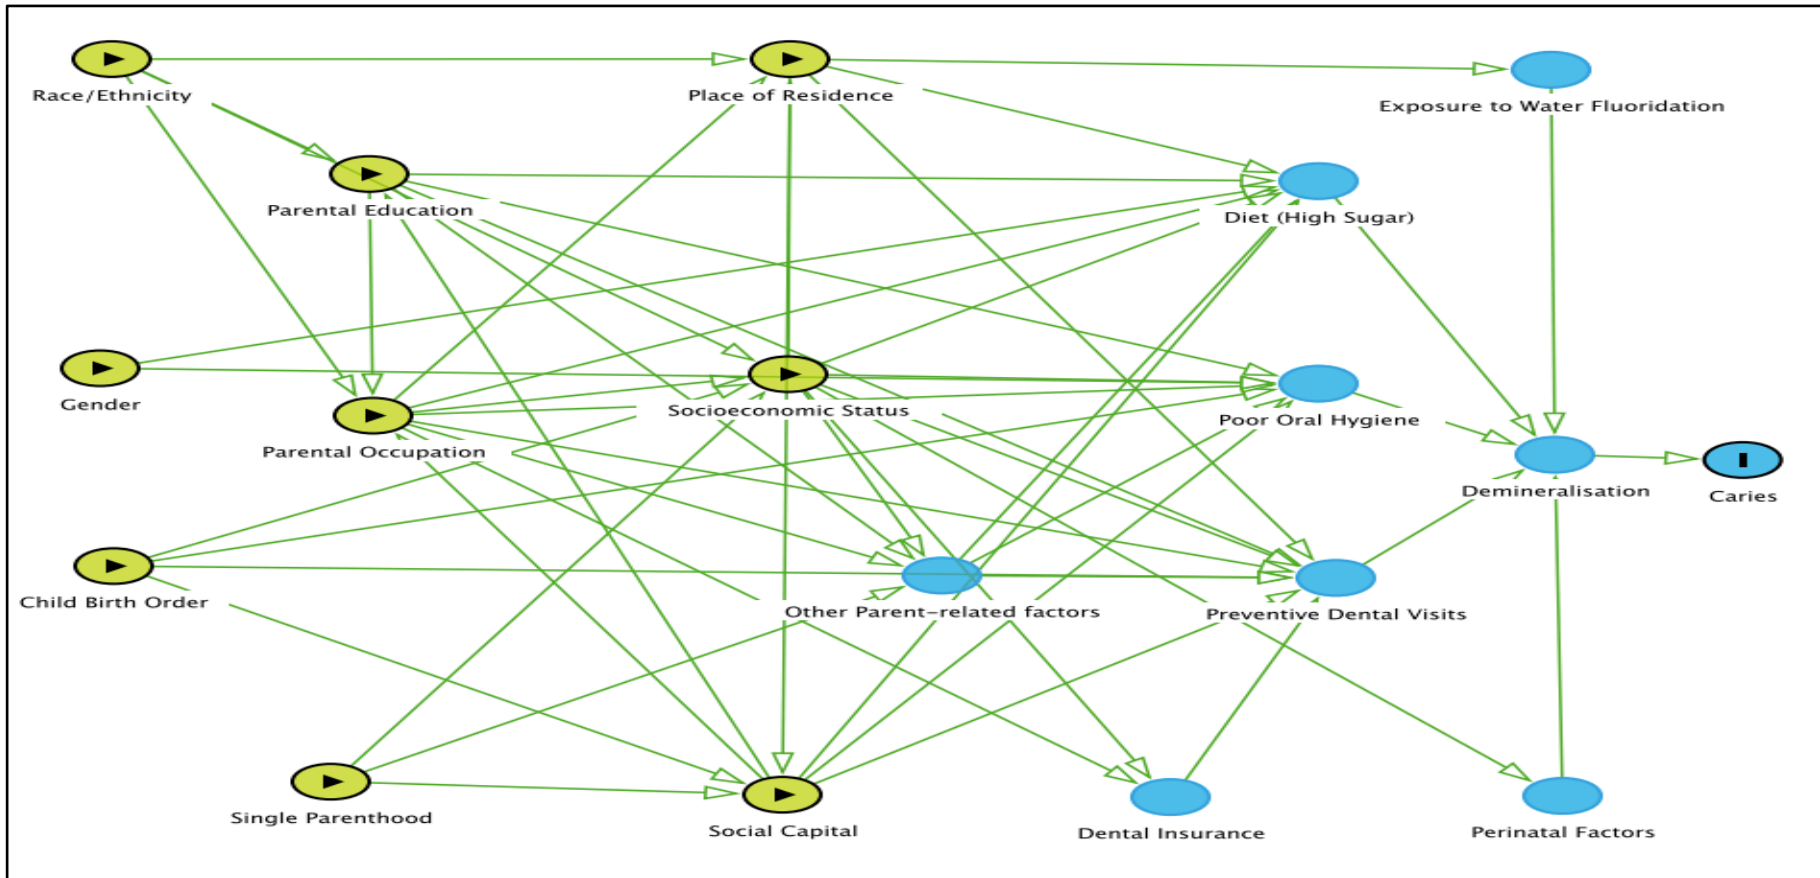 Race/Ethnicity
Place of Residence
Exposure to Water Fluoridation
Parental Education
Diet (High Sugar)
Gender
Socioeconomic Status
Poor Oral Hygiene
Parental Occupation
Demineralisation
Caries
Child Birth Order
Other Parent-related factors
Preventive Dental Visits
Single Parenthood
Social Capital
Dental Insurance
Perinatal Factors